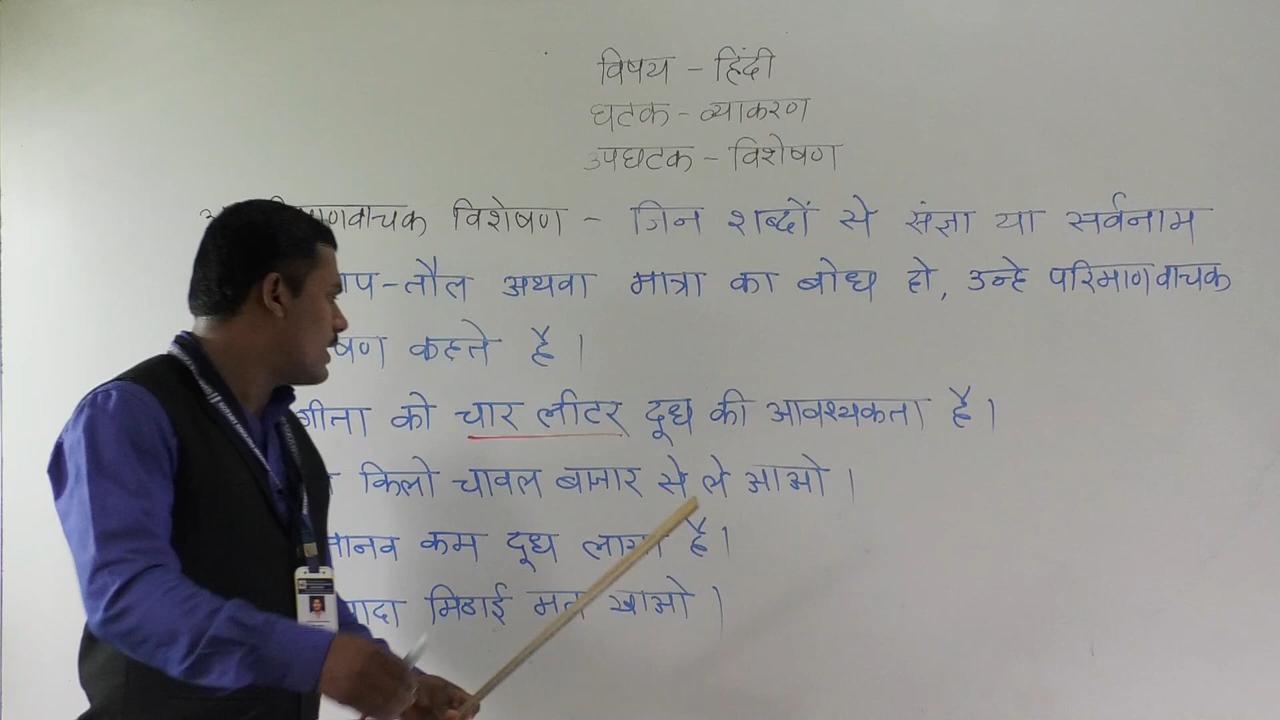 विषय - हिंदी
घटक - व्याकरण
उपघटक - विशेषण
विशेषण - जिन शब्दों से संज्ञा या सर्वनाम
तौल अथवा मात्रा का बोध हो, उन्हे परिमाणवाचक
कहते है।
गीता को चार लीटर दूध की आवश्यकता है।
किलो चावल बाजार से ले आओ।
कम दूध लाया है।
मिठाई मत खाओ।